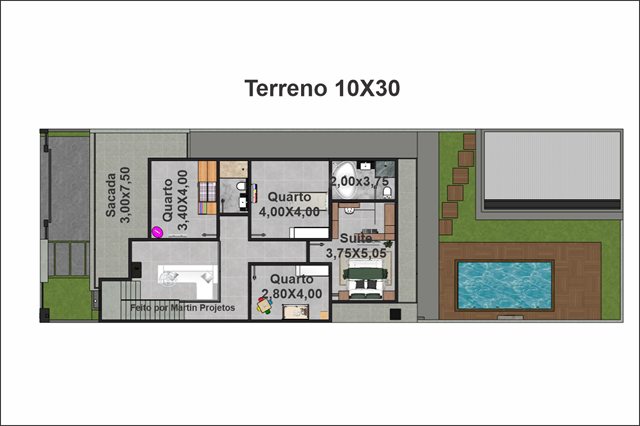 Terreno 10X30
Sacada
3,00x7,50
Quarto
3,40X4,00
Quarto
4,00X4,00
2,00x3,75
Suíte
3,75X5,05
Quarto
2,80X4,00
Feito por Martin Projetos